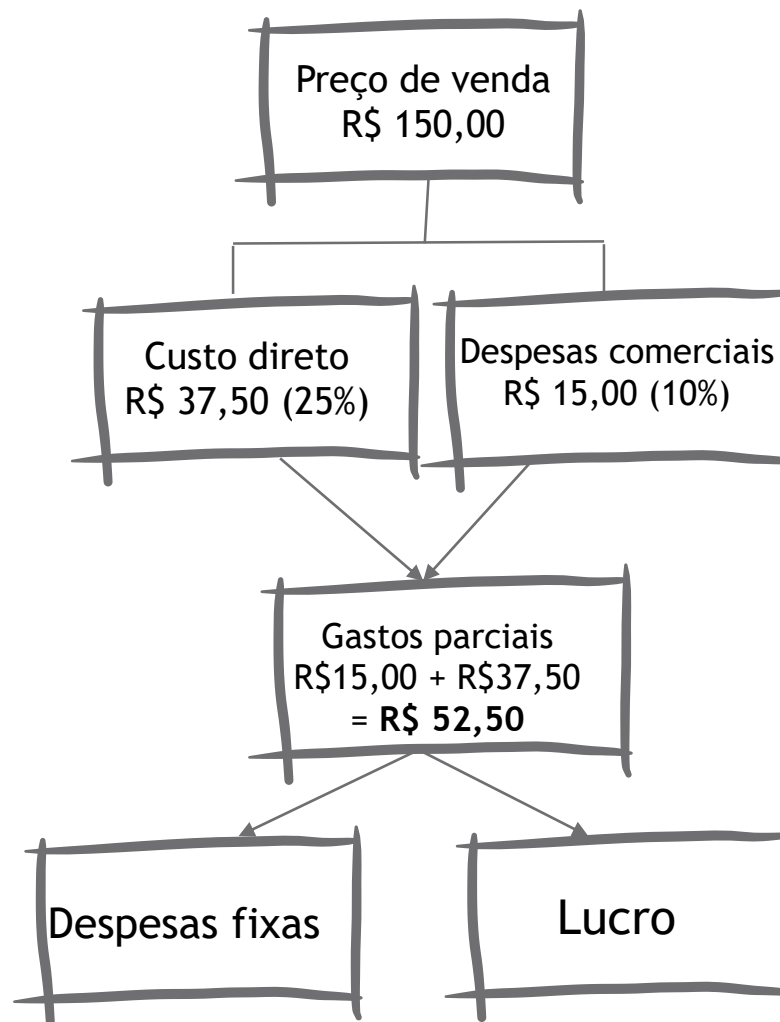 Preço de venda
R$ 150,00
Custo direto
R$ 37,50 (25%)
Despesas comerciais
R$ 15,00 (10%)
Gastos parciais
R$15,00 + R$37,50
= R$ 52,50
Despesas fixas
Lucro